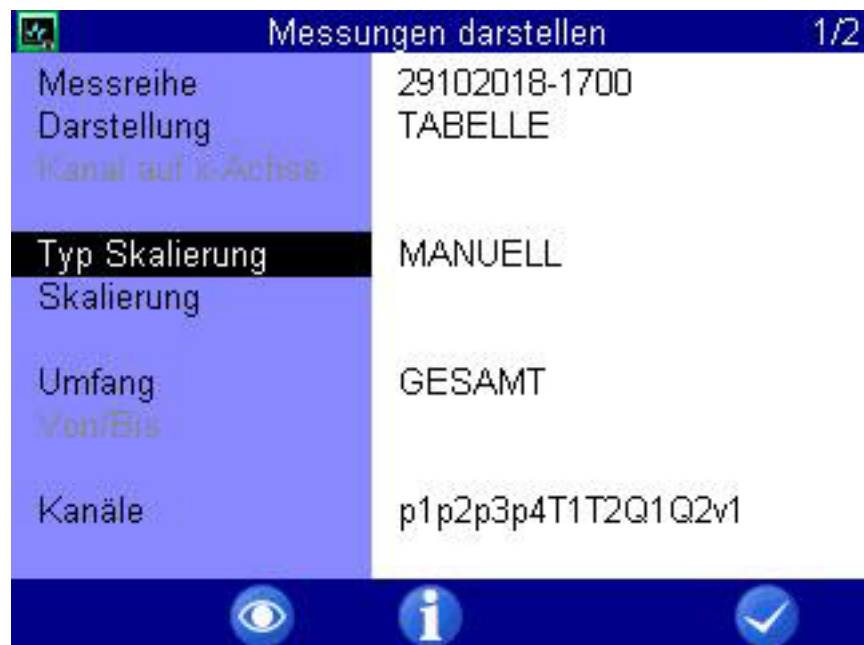 Messungen darstellen 1/2
Messreihe 29102018-1700
Darstellung TABELLE
Kanal auf x-Achse
Typ Skalierung MANUELL
Skalierung
Umfang GESAMT
Von/Bis
Kanäle p1p2p3p4T1T2Q1Q2v1